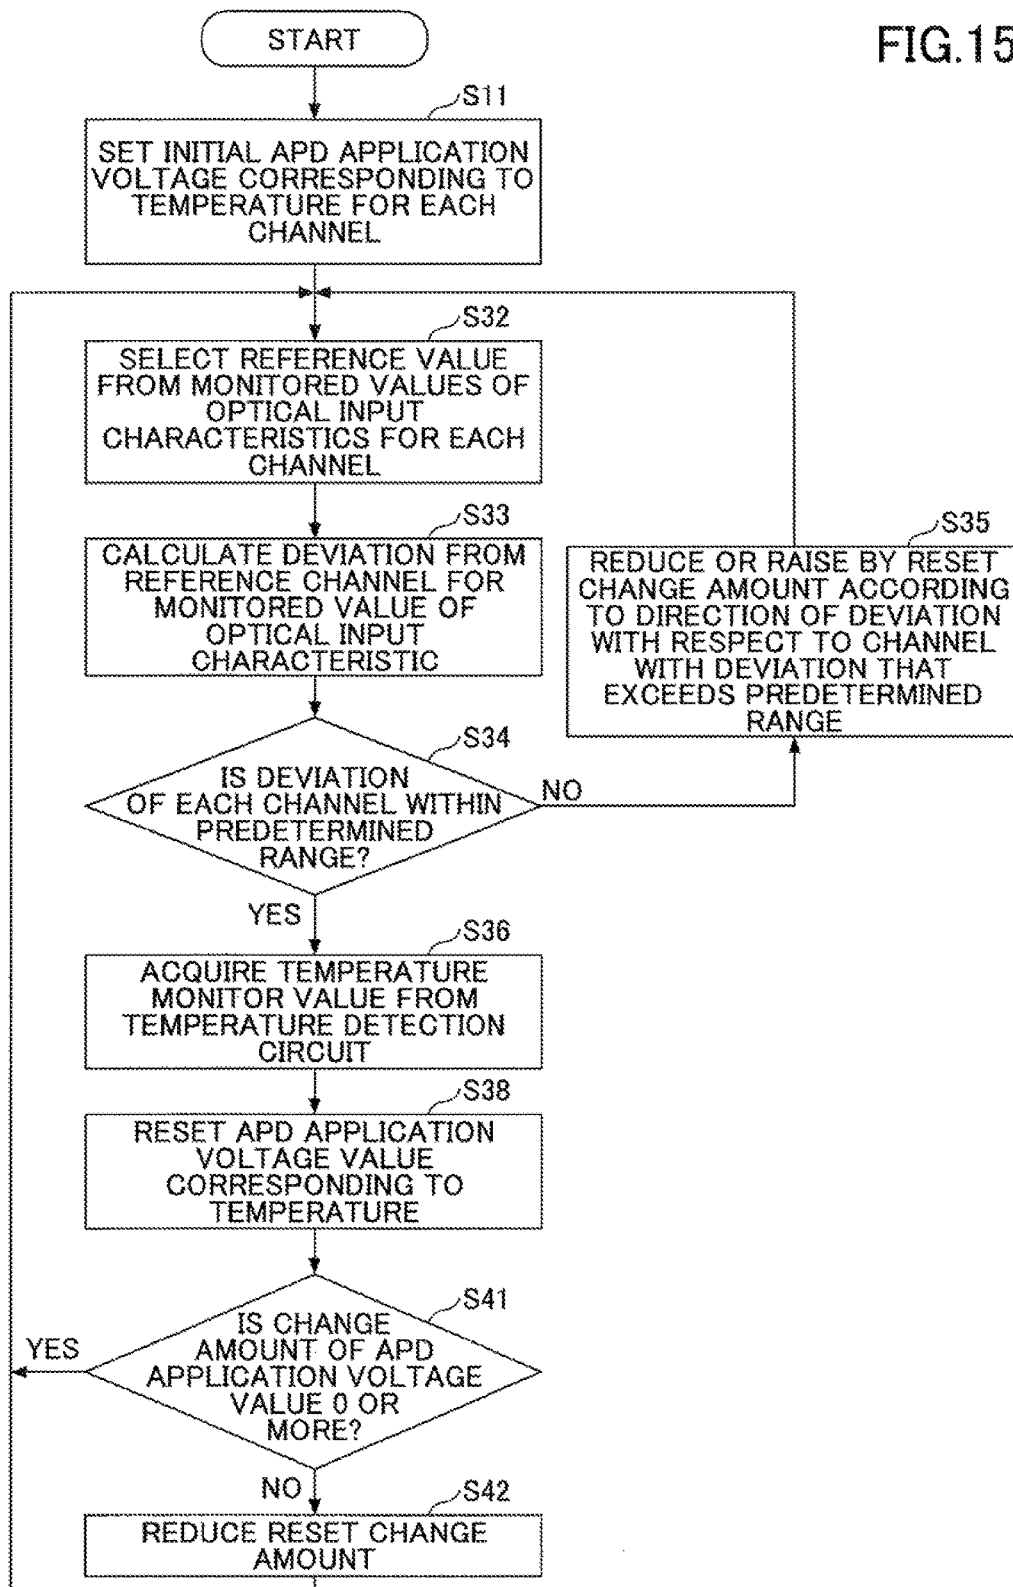 FIG.15
START
S11
SET INITIAL APD APPLICATION
VOLTAGE CORRESPONDING TO
TEMPERATURE FOR EACH
CHANNEL
S32
SELECT REFERENCE VALUE
FROM MONITORED VALUES OF
OPTICAL INPUT
CHARACTERISTICS FOR EACH
CHANNEL
S33
CALCULATE DEVIATION FROM
REFERENCE CHANNEL FOR
MONITORED VALUE OF
OPTICAL INPUT
CHARACTERISTIC
S35
REDUCE OR RAISE BY RESET
CHANGE AMOUNT ACCORDING
TO DIRECTION OF DEVIATION
WITH RESPECT TO CHANNEL
WITH DEVIATION THAT
EXCEEDS PREDETERMINED
RANGE
S34
IS DEVIATION
OF EACH CHANNEL WITHIN
PREDETERMINED
RANGE?
NO
YES
S36
ACQUIRE TEMPERATURE
MONITOR VALUE FROM
TEMPERATURE DETECTION
CIRCUIT
S38
RESET APD APPLICATION
VOLTAGE VALUE
CORRESPONDING TO
TEMPERATURE
S41
IS CHANGE
AMOUNT OF APD
APPLICATION VOLTAGE
VALUE 0 OR
MORE?
YES
NO
S42
REDUCE RESET CHANGE
AMOUNT